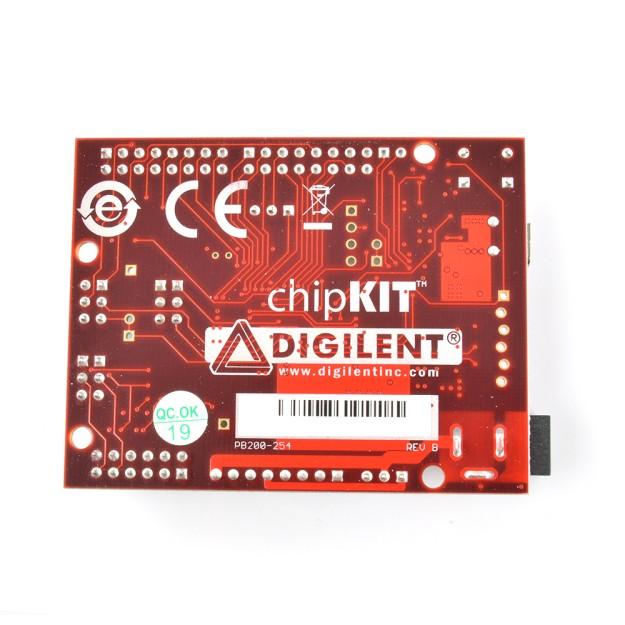 e
CE
chipKIT™
DIGILENT®
www.digilentinc.com
QC.OK
19
PB200-254
REV B